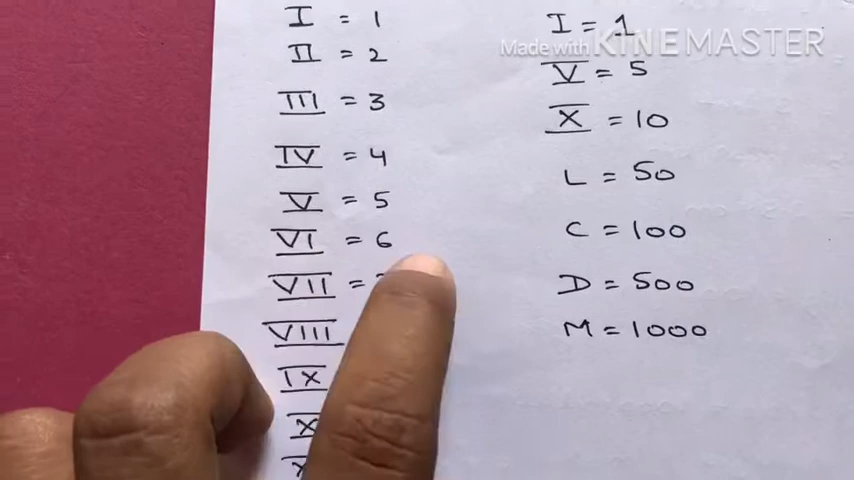 I = 1
II = 2
III = 3
IV = 4
V = 5
VI = 6
VII =
VIII
IX
X
I = 1
V = 5
X = 10
L = 50
C = 100
D = 500
M = 1000
Made with KINEMASTER